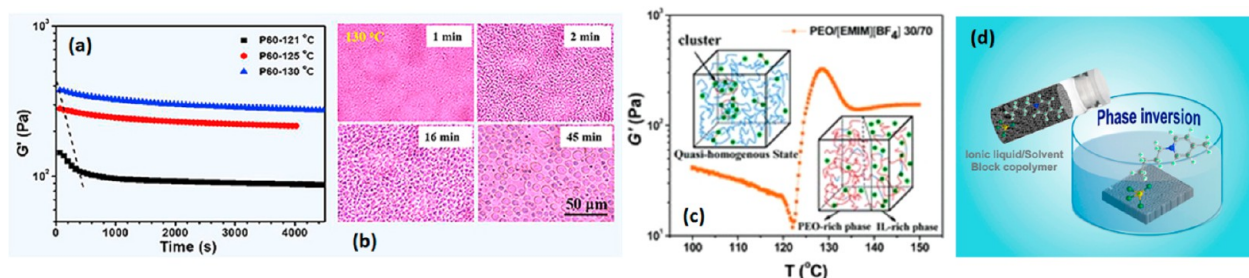 (a)
P60-121 °C
P60-125 °C
P60-130 °C
10³
10²
G' (Pa)
0
1000
2000
3000
4000
Time (s)
130 °C
1 min
2 min
16 min
45 min
50 µm
(b)
PEO/[EMIM][BF₄] 30/70
cluster
Quasi-homogenous State
PEO-rich phase
IL-rich phase
(c)
10³
10²
10¹
G' (Pa)
100
110
120
130
140
150
T (°C)
(d)
Phase inversion
Ionic liquid/Solvent
Block copolymer